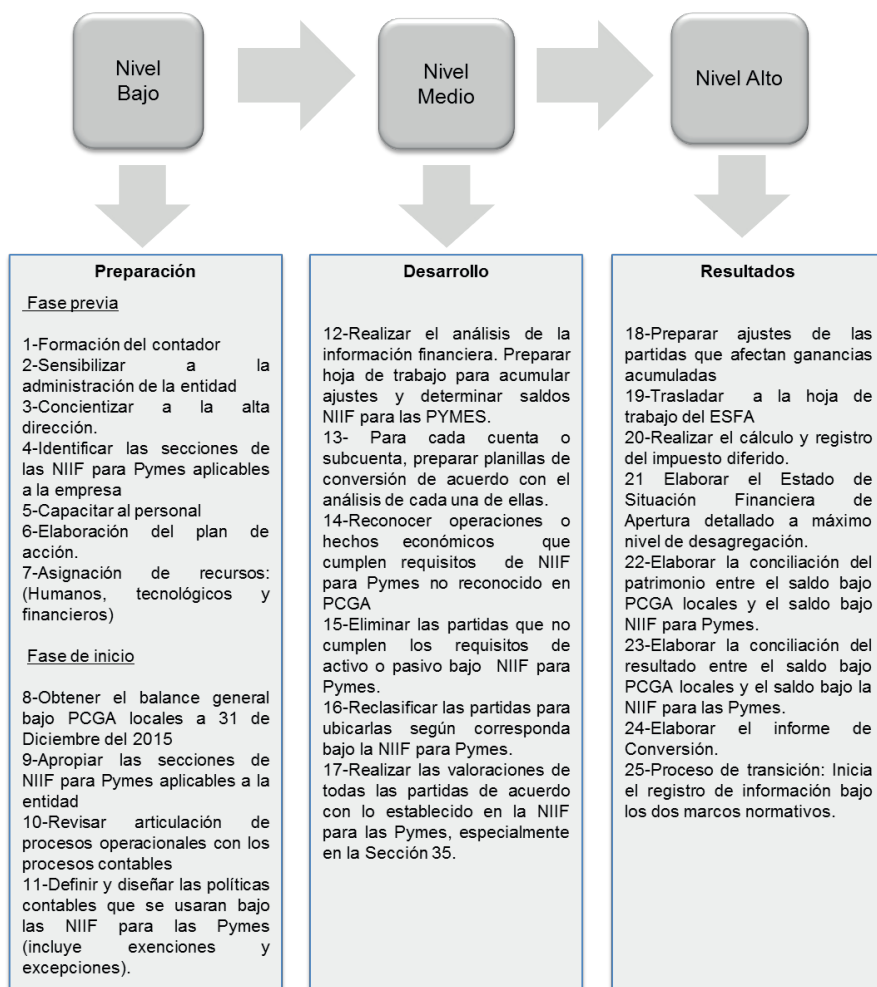 Nivel
Bajo
Nivel
Medio
Nivel Alto
Preparación
Fase previa
1-Formación del contador
2-Sensibilizar a la
administración de la entidad
3-Concientizar a la alta
dirección.
4-Identificar las secciones de
las NIIF para Pymes aplicables
a la empresa
5-Capacitar al personal
6-Elaboración del plan de
acción.
7-Asignación de recursos:
(Humanos, tecnológicos y
financieros)
Fase de inicio
8-Obtener el balance general
bajo PCGA locales a 31 de
Diciembre del 2015
9-Apropiar las secciones de
NIIF para Pymes aplicables a la
entidad
10-Revisar articulación de
procesos operacionales con los
procesos contables
11-Definir y diseñar las políticas
contables que se usaran bajo
las NIIF para las Pymes
(incluye exenciones y
excepciones).
Desarrollo
12-Realizar el análisis de la
información financiera. Preparar
hoja de trabajo para acumular
ajustes y determinar saldos
NIIF para las PYMES.
13- Para cada cuenta o
subcuenta, preparar planillas de
conversión de acuerdo con el
análisis de cada una de ellas.
14-Reconocer operaciones o
hechos económicos que
cumplen requisitos de NIIF
para Pymes no reconocido en
PCGA
15-Eliminar las partidas que no
cumplen los requisitos de
activo o pasivo bajo NIIF para
Pymes.
16-Reclasificar las partidas para
ubicarlas según corresponda
bajo la NIIF para Pymes.
17-Realizar las valoraciones de
todas las partidas de acuerdo
con lo establecido en la NIIF
para las Pymes, especialmente
en la Sección 35.
Resultados
18-Preparar ajustes de las
partidas que afectan ganancias
acumuladas
19-Trasladar a la hoja de
trabajo del ESFA
20-Realizar el cálculo y registro
del impuesto diferido.
21 Elaborar el Estado de
Situación Financiera de
Apertura detallado a máximo
nivel de desagregación.
22-Elaborar la conciliación del
patrimonio entre el saldo bajo
PCGA locales y el saldo bajo
NIIF para Pymes.
23-Elaborar la conciliación del
resultado entre el saldo bajo
PCGA locales y el saldo bajo la
NIIF para las Pymes.
24-Elaborar el informe de
Conversión.
25-Proceso de transición: Inicia
el registro de información bajo
los dos marcos normativos.